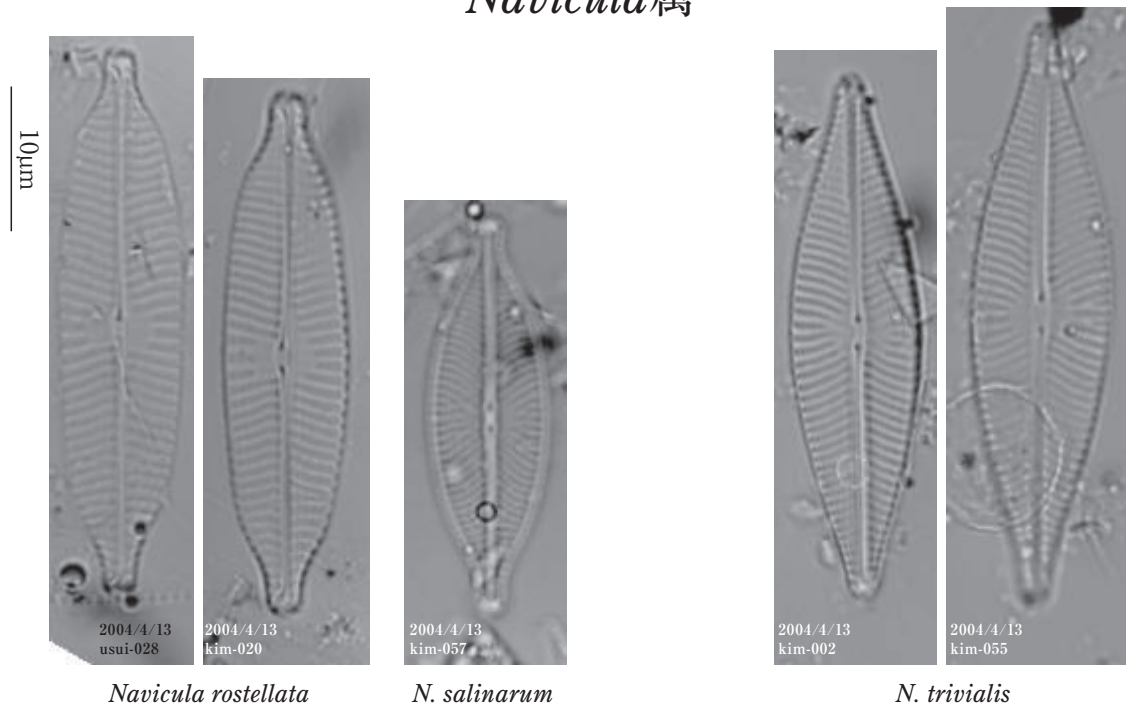 Navicula属
10μm
2004/4/13
usui-028
2004/4/13
kim-020
2004/4/13
kim-057
2004/4/13
kim-002
2004/4/13
kim-055
Navicula rostellata
N. salinarum
N. trivialis